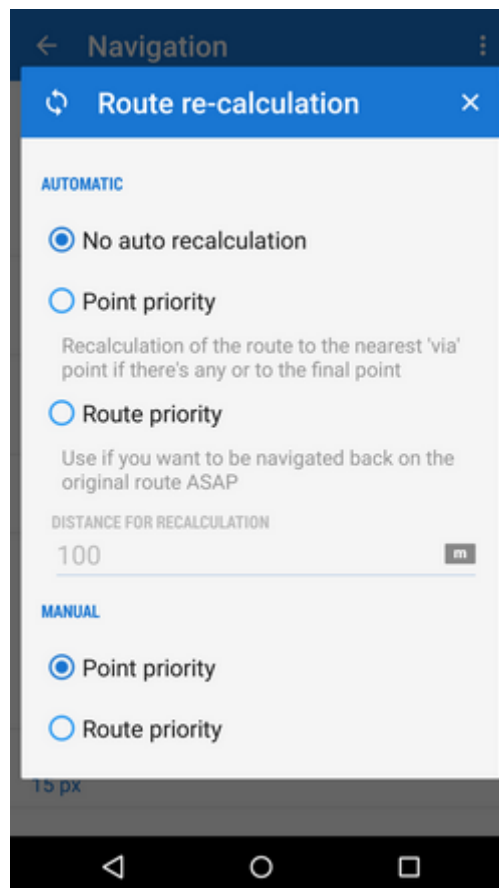 Navigation
Route re-calculation
AUTOMATIC
No auto recalculation
Point priority
Recalculation of the route to the nearest 'via'
point if there's any or to the final point
Route priority
Use if you want to be navigated back on the
original route ASAP
DISTANCE FOR RECALCULATION
100 m
MANUAL
Point priority
Route priority
15 px